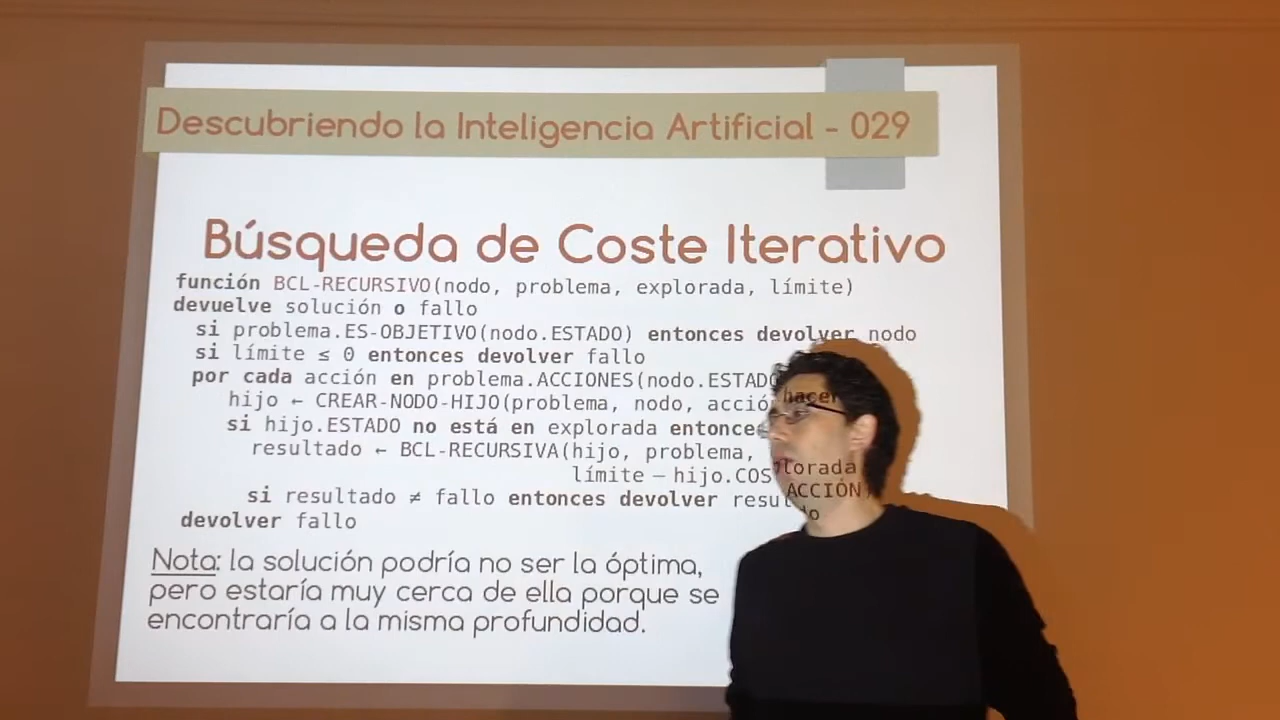 Descubriendo la Inteligencia Artificial - 029
Búsqueda de Coste Iterativo
función BCL-RECURSIVO(nodo, problema, explorada, límite)
devuelve solución o fallo
si problema.ES-OBJETIVO(nodo.ESTADO) entonces devolver nodo
si límite ≤ 0 entonces devolver fallo
por cada acción en problema.ACCIONES(nodo.ESTADO hacer
hijo ← CREAR-NODO-HIJO(problema, nodo, acció
si hijo.ESTADO no está en explorada entonce
resultado ← BCL-RECURSIVA(hijo, problema, plorada
límite – hijo.COS ACCIÓN)
si resultado ≠ fallo entonces devolver resul do
devolver fallo
Nota: la solución podría no ser la óptima,
pero estaría muy cerca de ella porque se
encontraría a la misma profundidad.